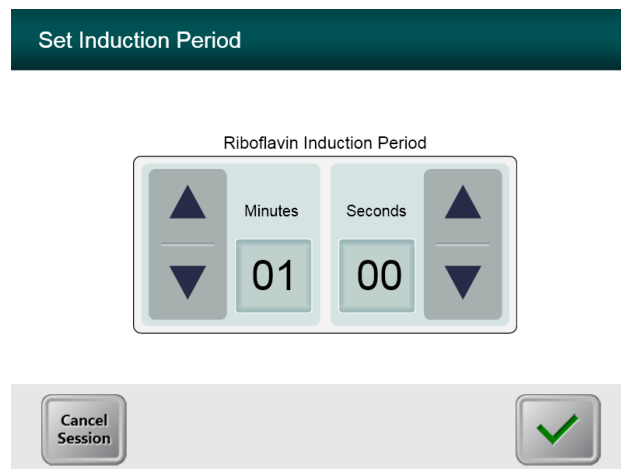 Set Induction Period
Riboflavin Induction Period
Minutes
Seconds
01
00
Cancel
Session